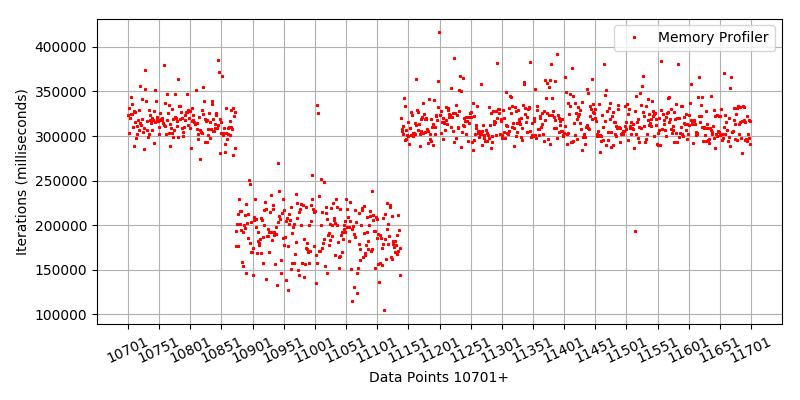 Memory Profiler
Iterations (milliseconds)
400000
350000
300000
250000
200000
150000
100000
10701 10751 10801 10851 10901 10951 11001 11051 11101 11151 11201 11251 11301 11351 11401 11451 11501 11551 11601 11651 11701
Data Points 10701+